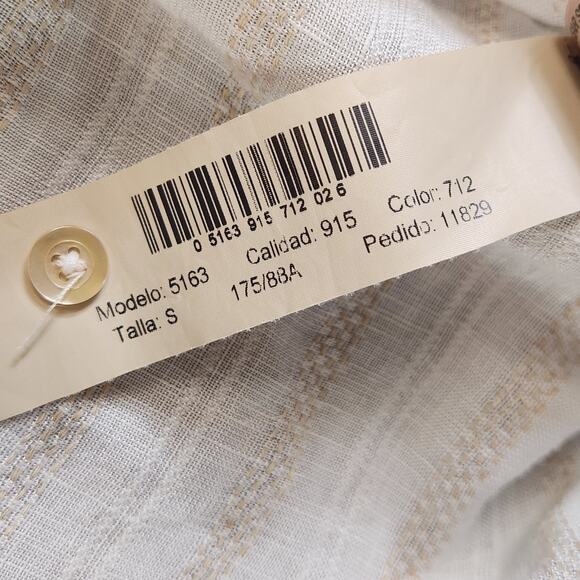 0 5163 915 712 02 6
Modelo: 5163 Calidad: 915 Color: 712
Talla: S 175/88A Pedido: 11829